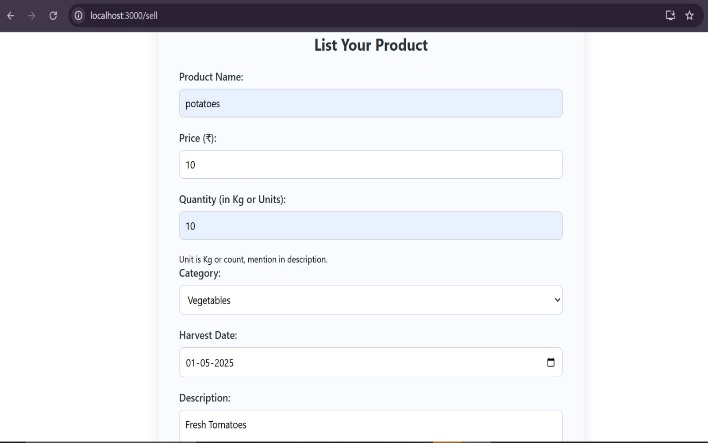 localhost:3000/sell
List Your Product
Product Name:
potatoes
Price (₹):
10
Quantity (in Kg or Units):
10
Unit is Kg or count, mention in description.
Category:
Vegetables
Harvest Date:
01-05-2025
Description:
Fresh Tomatoes